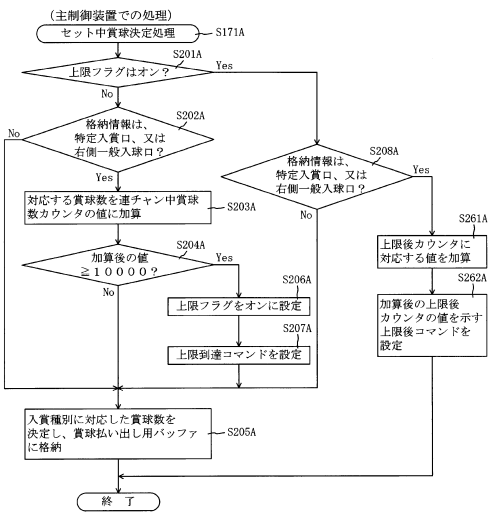 (主制御装置での処理)
セット中賞球決定処理
S171A
S201A
上限フラグはオン?
Yes
No
S202A
格納情報は、
特定入賞口、又は
右側一般入球口?
No
Yes
S208A
格納情報は、
特定入賞口、又は
右側一般入球口?
Yes
No
対応する賞球数を連チャン中賞球
数カウンタの値に加算
S203A
S204A
加算後の値
≧10000?
Yes
No
S261A
上限後カウンタに
対応する値を加算
S206A
上限フラグをオンに設定
S262A
加算後の上限後
カウンタの値を示す
上限後コマンドを
設定
S207A
上限到達コマンドを設定
入賞種別に対応した賞球数を
決定し、賞球払い出し用バッファ
に格納
S205A
終 了